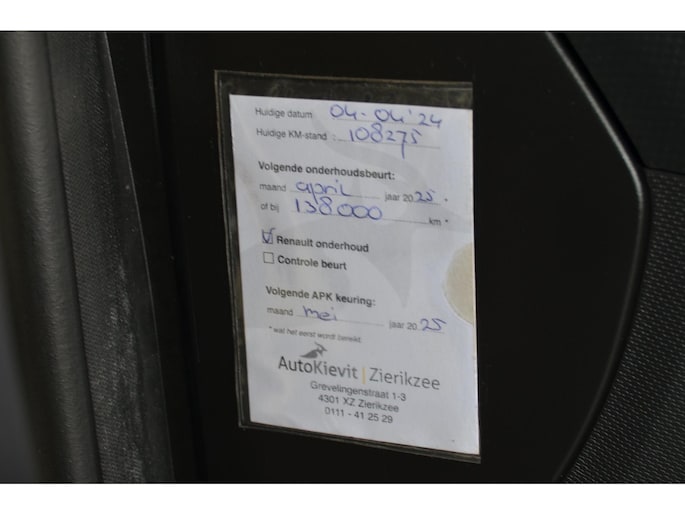 Huidige datum 04-04'24
Huidige KM-stand : 108275
Volgende onderhoudsbeurt:
maand april jaar 2025 *
of bij 138000 km *
Renault onderhoud
Controle beurt
Volgende APK keuring:
maand mei jaar 2025
* wat het eerst wordt bereikt
AutoKievit | Zierikzee
Grevelingenstraat 1-3
4301 XZ Zierikzee
0111 - 41 25 29